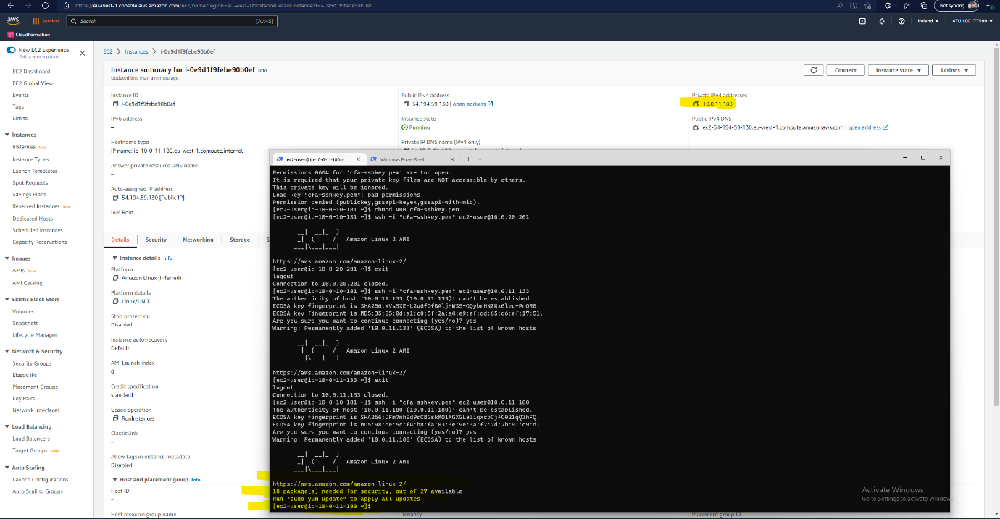 https://eu-west-1.console.aws.amazon.com/ec2/home?region=eu-west-1#InstanceDetails:instanceId=i-0e9d1f9febe90b0ef
Not syncing
aws
Services
Search
[Alt+S]
Ireland
ATU L00177599
CloudFormation
New EC2 Experience
Tell us what you think
EC2 Dashboard
EC2 Global View
Events
Tags
Limits
Instances
Instances New
Instance Types
Launch Templates
Spot Requests
Savings Plans
Reserved Instances New
Dedicated Hosts
Scheduled Instances
Capacity Reservations
Images
AMIs New
AMI Catalog
Elastic Block Store
Volumes
Snapshots
Lifecycle Manager
Network & Security
Security Groups
Elastic IPs
Placement Groups
Key Pairs
Network Interfaces
Load Balancing
Load Balancers
Target Groups New
Auto Scaling
Launch Configurations
Auto Scaling Groups
EC2 > Instances > i-0e9d1f9febe90b0ef
Instance summary for i-0e9d1f9febe90b0ef Info
Updated less than a minute ago
Connect
Instance state
Actions
Instance ID
i-0e9d1f9febe90b0ef
IPv6 address
–
Hostname type
IP name: ip-10-0-11-180.eu-west-1.compute.internal
Answer private resource DNS name
–
Auto-assigned IP address
54.194.59.130 [Public IP]
IAM Role
–
Public IPv4 address
54.194.59.130 | open address
Instance state
Running
Private IP DNS name (IPv4 only)
Private IPv4 addresses
10.0.11.180
Public IPv4 DNS
ec2-54-194-59-130.eu-west-1.compute.amazonaws.com | open address
Details
Security
Networking
Storage
S
Instance details Info
Platform
Amazon Linux (Inferred)
Platform details
Linux/UNIX
Stop protection
Disabled
Instance auto-recovery
Default
AMI Launch index
0
Credit specification
standard
Usage operation
RunInstances
ClassicLink
–
Allow tags in instance metadata
Disabled
Host and placement group Info
Host ID
–
Host resource group name
Tenancy
Placement group ID
ec2-user@ip-10-0-11-180:~
Windows PowerShell
Permissions 0664 for 'cfa-sshkey.pem' are too open.
It is required that your private key files are NOT accessible by others.
This private key will be ignored.
Load key "cfa-sshkey.pem": bad permissions
Permission denied (publickey,gssapi-keyex,gssapi-with-mic).
[ec2-user@ip-10-0-10-181 ~]$ chmod 400 cfa-sshkey.pem
[ec2-user@ip-10-0-10-181 ~]$ ssh -i "cfa-sshkey.pem" ec2-user@10.0.20.201
__|  __|_  )
_|  (     /   Amazon Linux 2 AMI
___|\___|___|
https://aws.amazon.com/amazon-linux-2/
[ec2-user@ip-10-0-20-201 ~]$ exit
logout
Connection to 10.0.20.201 closed.
[ec2-user@ip-10-0-10-181 ~]$ ssh -i "cfa-sshkey.pem" ec2-user@10.0.11.133
The authenticity of host '10.0.11.133 (10.0.11.133)' can't be established.
ECDSA key fingerprint is SHA256:XVsSXEHL2o6fDfBAljHWS5+OQybmHNZKx6lec+PnOR0.
ECDSA key fingerprint is MD5:35:05:0d:a1:c0:5f:2a:a4:e9:ef:dd:65:d6:ef:17:51.
Are you sure you want to continue connecting (yes/no)? yes
Warning: Permanently added '10.0.11.133' (ECDSA) to the list of known hosts.
__|  __|_  )
_|  (     /   Amazon Linux 2 AMI
___|\___|___|
https://aws.amazon.com/amazon-linux-2/
[ec2-user@ip-10-0-11-133 ~]$ exit
logout
Connection to 10.0.11.133 closed.
[ec2-user@ip-10-0-10-181 ~]$ ssh -i "cfa-sshkey.pem" ec2-user@10.0.11.180
The authenticity of host '10.0.11.180 (10.0.11.180)' can't be established.
ECDSA key fingerprint is SHA256:JFm7mh0d9rCBGskMO1MGXGLe3iqxcbCj+C021qQ3hFQ.
ECDSA key fingerprint is MD5:98:de:5c:f4:b8:fa:03:3e:9e:3a:f2:7d:2b:91:c9:d1.
Are you sure you want to continue connecting (yes/no)? yes
Warning: Permanently added '10.0.11.180' (ECDSA) to the list of known hosts.
__|  __|_  )
_|  (     /   Amazon Linux 2 AMI
___|\___|___|
https://aws.amazon.com/amazon-linux-2/
18 package(s) needed for security, out of 27 available
Run "sudo yum update" to apply all updates.
[ec2-user@ip-10-0-11-180 ~]$
Activate Windows
Go to Settings to activate Windows